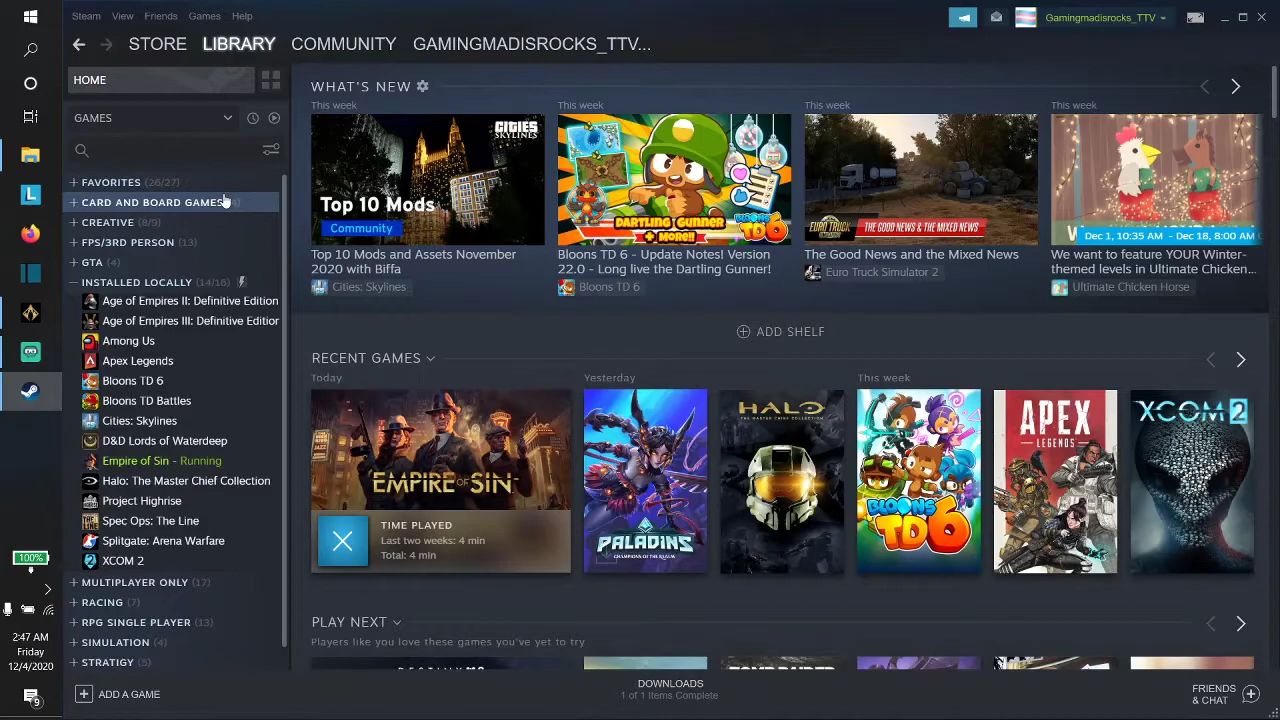 Steam View Friends Games Help
Gamingmadisrocks_TTV
STORE LIBRARY COMMUNITY GAMINGMADISROCKS_TTV...
HOME
GAMES
FAVORITES (26/27)
CARD AND BOARD GAMES
CREATIVE (8/9)
FPS/3RD PERSON (13)
GTA (4)
INSTALLED LOCALLY (14/16)
Age of Empires II: Definitive Edition
Age of Empires III: Definitive Edition
Among Us
Apex Legends
Bloons TD 6
Bloons TD Battles
Cities: Skylines
D&D Lords of Waterdeep
Empire of Sin - Running
Halo: The Master Chief Collection
Project Highrise
Spec Ops: The Line
Splitgate: Arena Warfare
XCOM 2
MULTIPLAYER ONLY (17)
RACING (7)
RPG SINGLE PLAYER (13)
SIMULATION (4)
STRATIGY (5)
ADD A GAME
WHAT'S NEW
This week
CITIES SKYLINES
Top 10 Mods
Community
Top 10 Mods and Assets November
2020 with Biffa
Cities: Skylines
This week
DARTLING GUNNER
+ MORE!!
BLOONS TD6
Bloons TD 6 - Update Notes! Version
22.0 - Long live the Dartling Gunner!
Bloons TD 6
This week
EURO TRUCK SIMULATOR 2
THE GOOD NEWS & THE MIXED NEWS
The Good News and the Mixed News
Euro Truck Simulator 2
This week
Dec 1, 10:35 AM - Dec 18, 8:00 AM
We want to feature YOUR Winter-
themed levels in Ultimate Chicken...
Ultimate Chicken Horse
ADD SHELF
RECENT GAMES
Today
EMPIRE OF SIN
TIME PLAYED
Last two weeks: 4 min
Total: 4 min
Yesterday
PALADINS
CHAMPIONS OF THE REALM
HALO
THE MASTER CHIEF COLLECTION
This week
BLOONS TD6
APEX
LEGENDS
XCOM 2
PLAY NEXT
Players like you love these games you've yet to try
DOWNLOADS
1 of 1 Items Complete
FRIENDS
& CHAT
L
100%
2:47 AM
Friday
12/4/2020
9